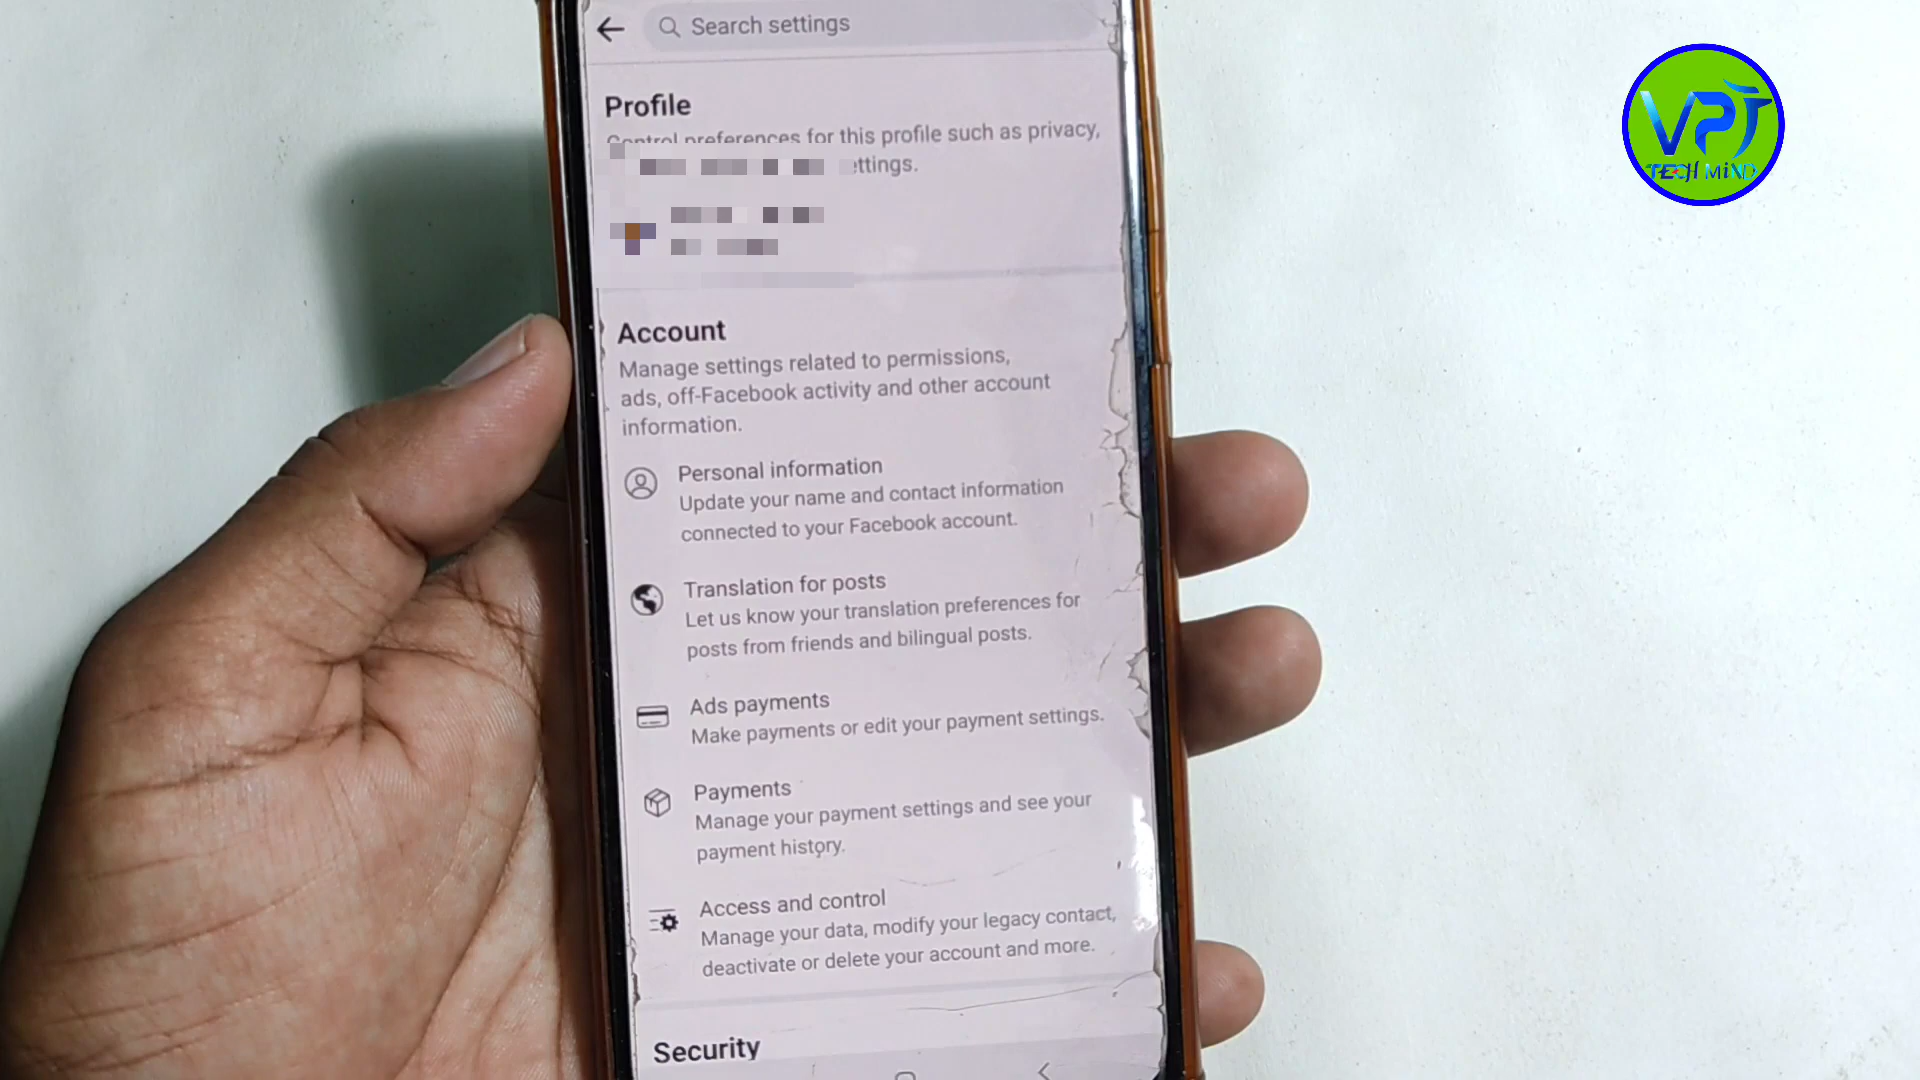 Search settings
Profile
Control preferences for this profile such as privacy,
ettings.
Account
Manage settings related to permissions,
ads, off-Facebook activity and other account
information.
Personal information
Update your name and contact information
connected to your Facebook account.
Translation for posts
Let us know your translation preferences for
posts from friends and bilingual posts.
Ads payments
Make payments or edit your payment settings.
Payments
Manage your payment settings and see your
payment history.
Access and control
Manage your data, modify your legacy contact,
deactivate or delete your account and more.
Security
VPT
TECH MiND